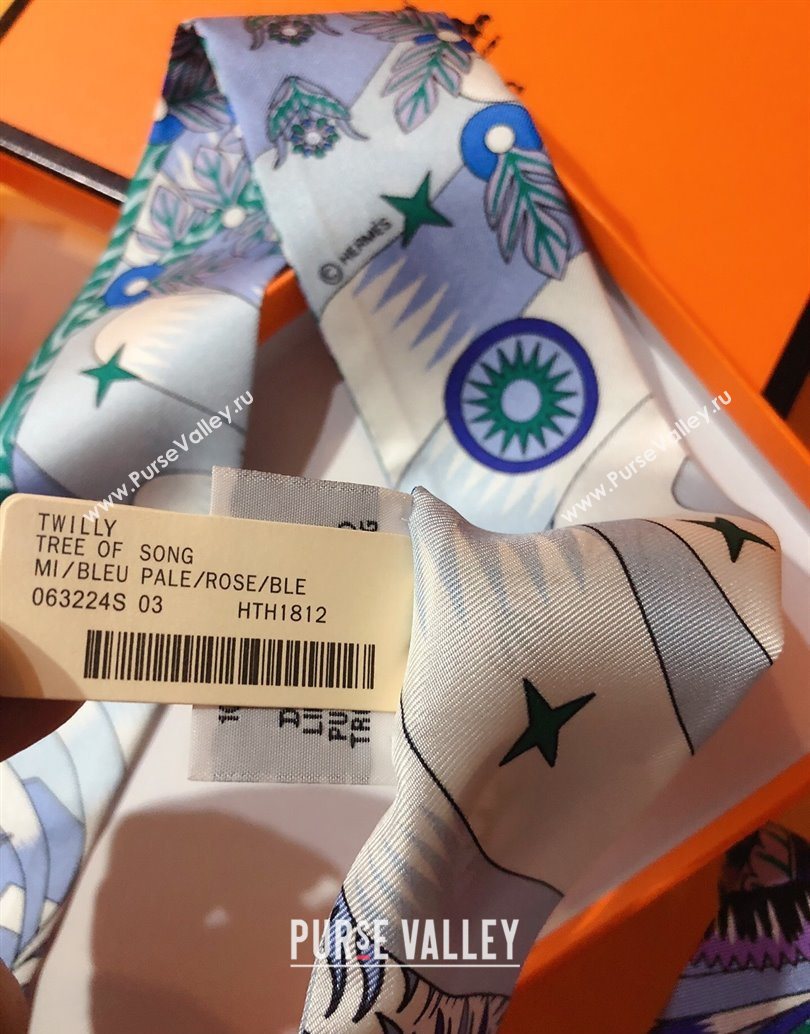 © HERMÈS
www.PurseValley.ru
www.PurseValley.ru
TWILLY
TREE OF SONG
MI/BLEU PALE/ROSE/BLE
063224S 03 HTH1812
PURSE VALLEY